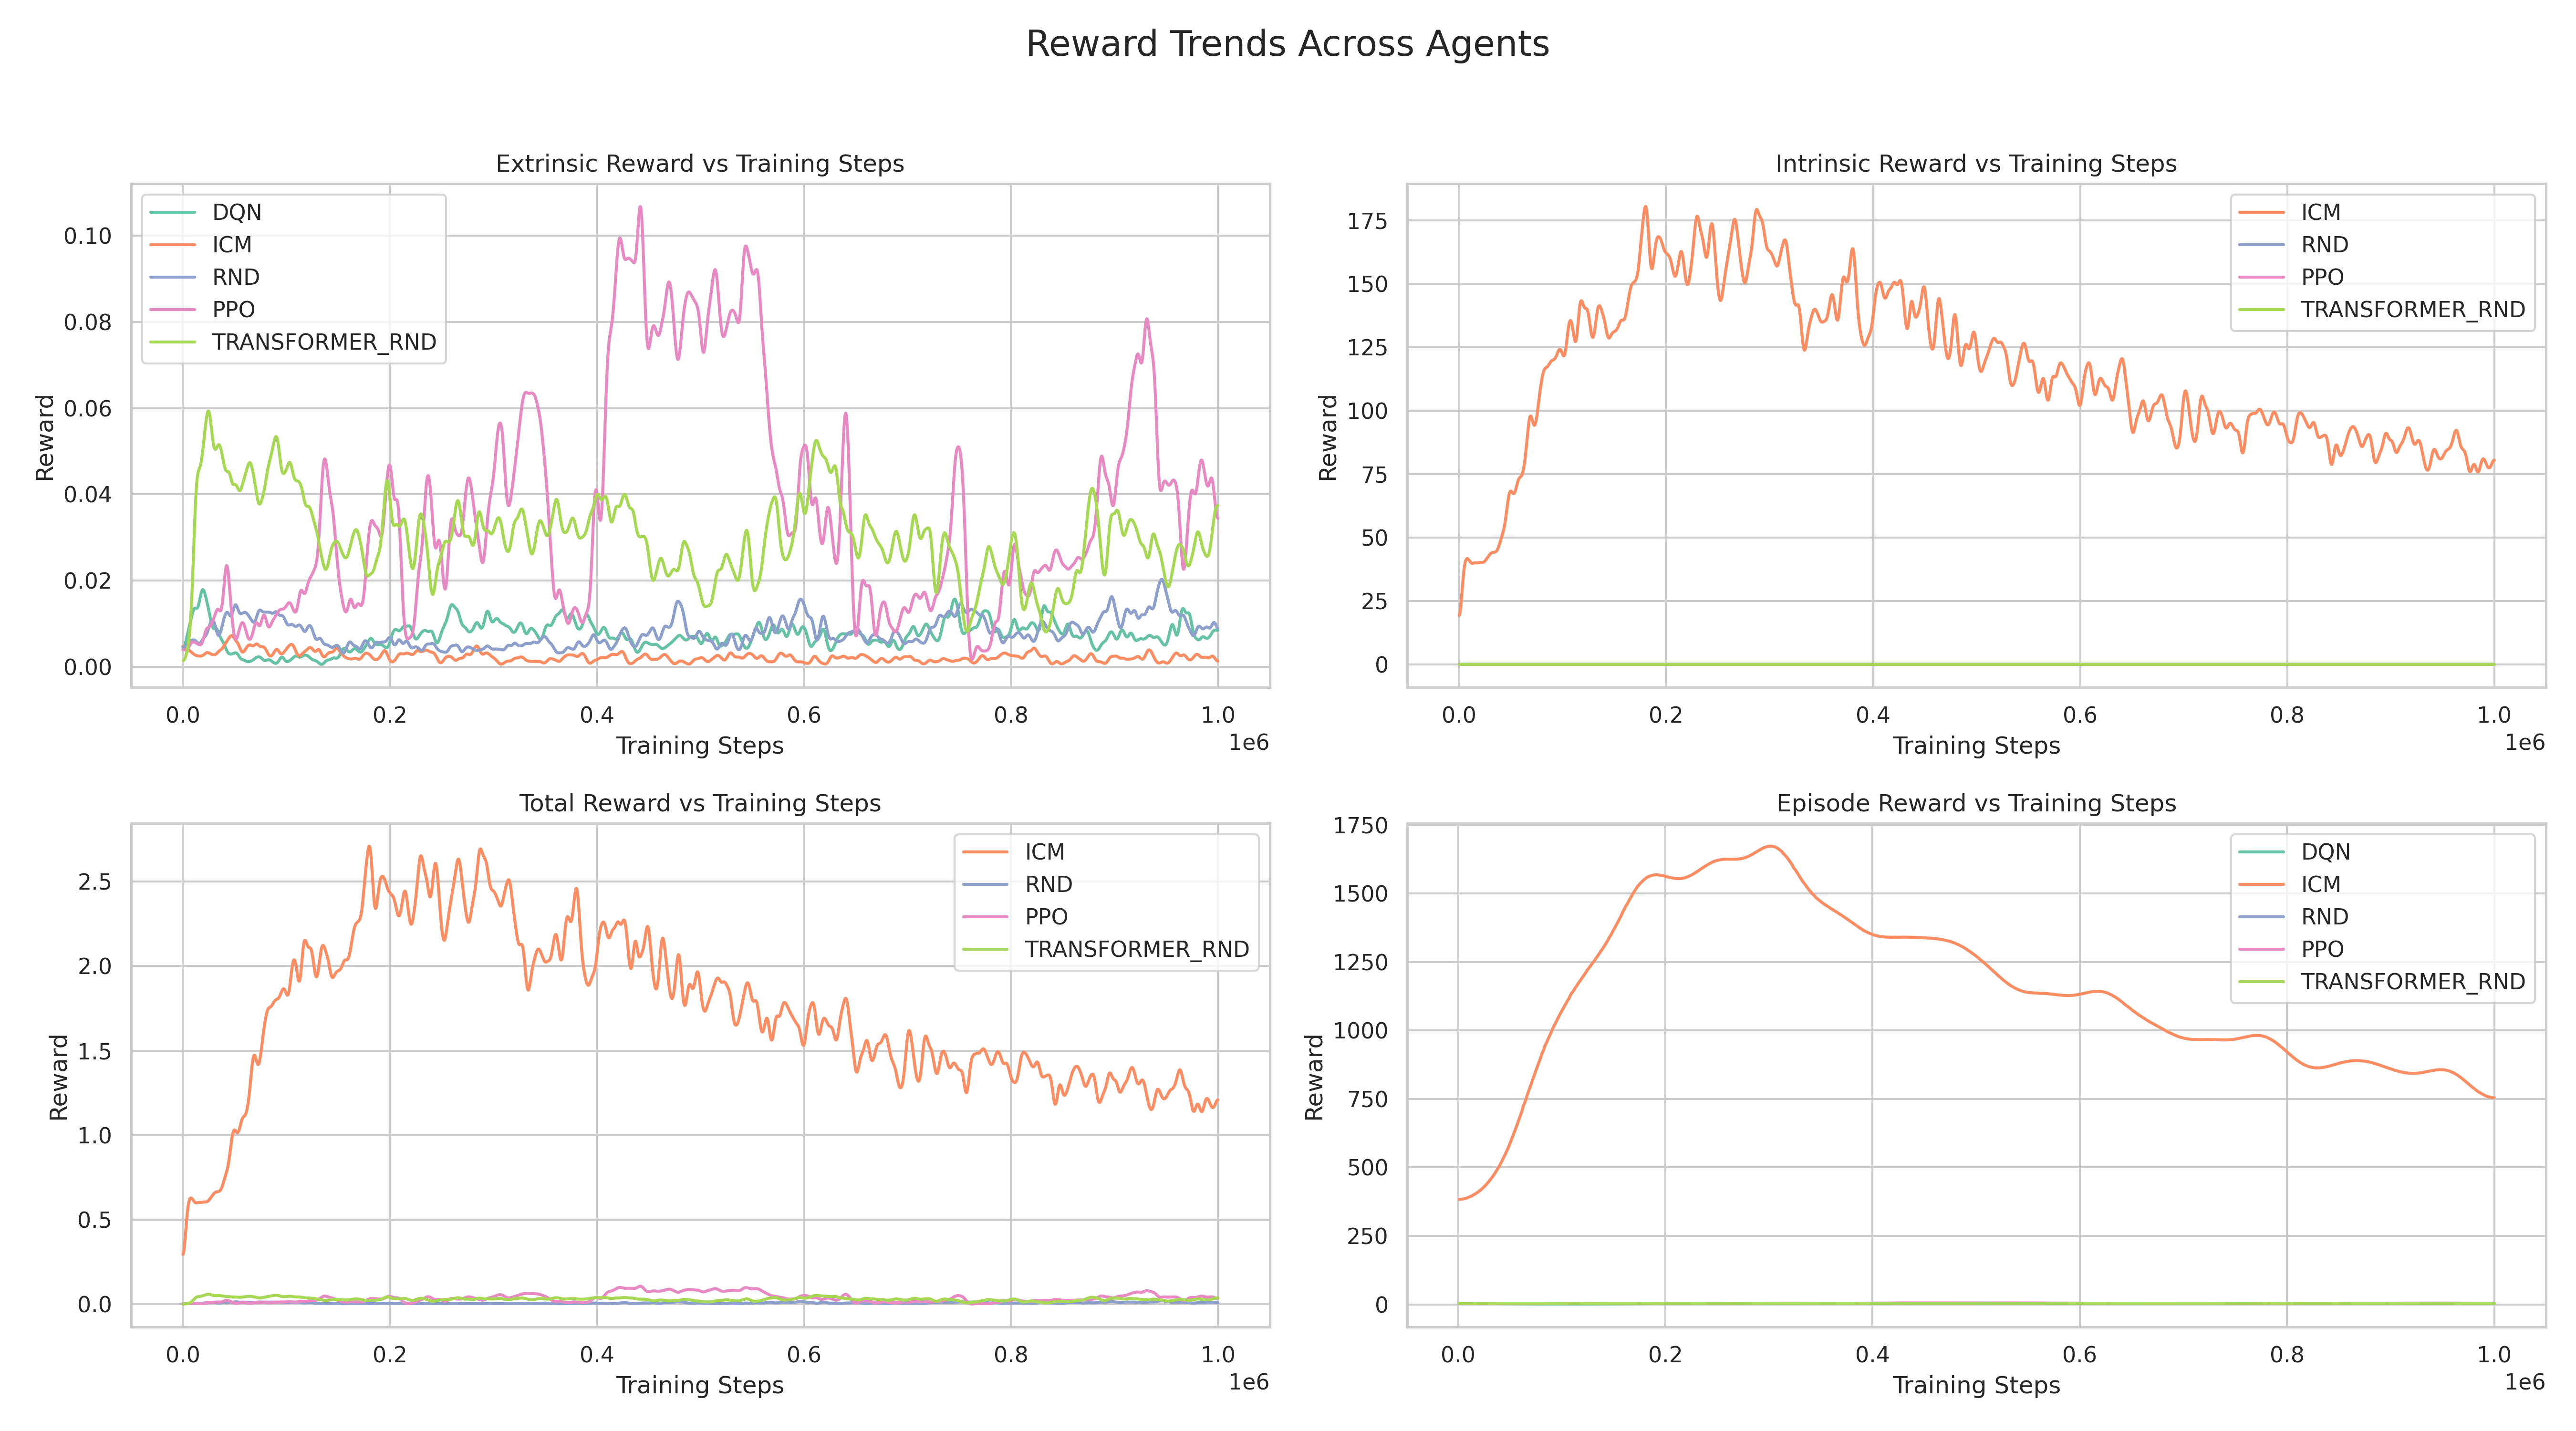 Reward Trends Across Agents
Extrinsic Reward vs Training Steps
Reward
0.10
0.08
0.06
0.04
0.02
0.00
DQN
ICM
RND
PPO
TRANSFORMER_RND
0.0 0.2 0.4 0.6 0.8 1.0
1e6
Training Steps
Intrinsic Reward vs Training Steps
Reward
175
150
125
100
75
50
25
0
ICM
RND
PPO
TRANSFORMER_RND
0.0 0.2 0.4 0.6 0.8 1.0
1e6
Training Steps
Total Reward vs Training Steps
Reward
2.5
2.0
1.5
1.0
0.5
0.0
ICM
RND
PPO
TRANSFORMER_RND
0.0 0.2 0.4 0.6 0.8 1.0
1e6
Training Steps
Episode Reward vs Training Steps
Reward
1750
1500
1250
1000
750
500
250
0
DQN
ICM
RND
PPO
TRANSFORMER_RND
0.0 0.2 0.4 0.6 0.8 1.0
1e6
Training Steps